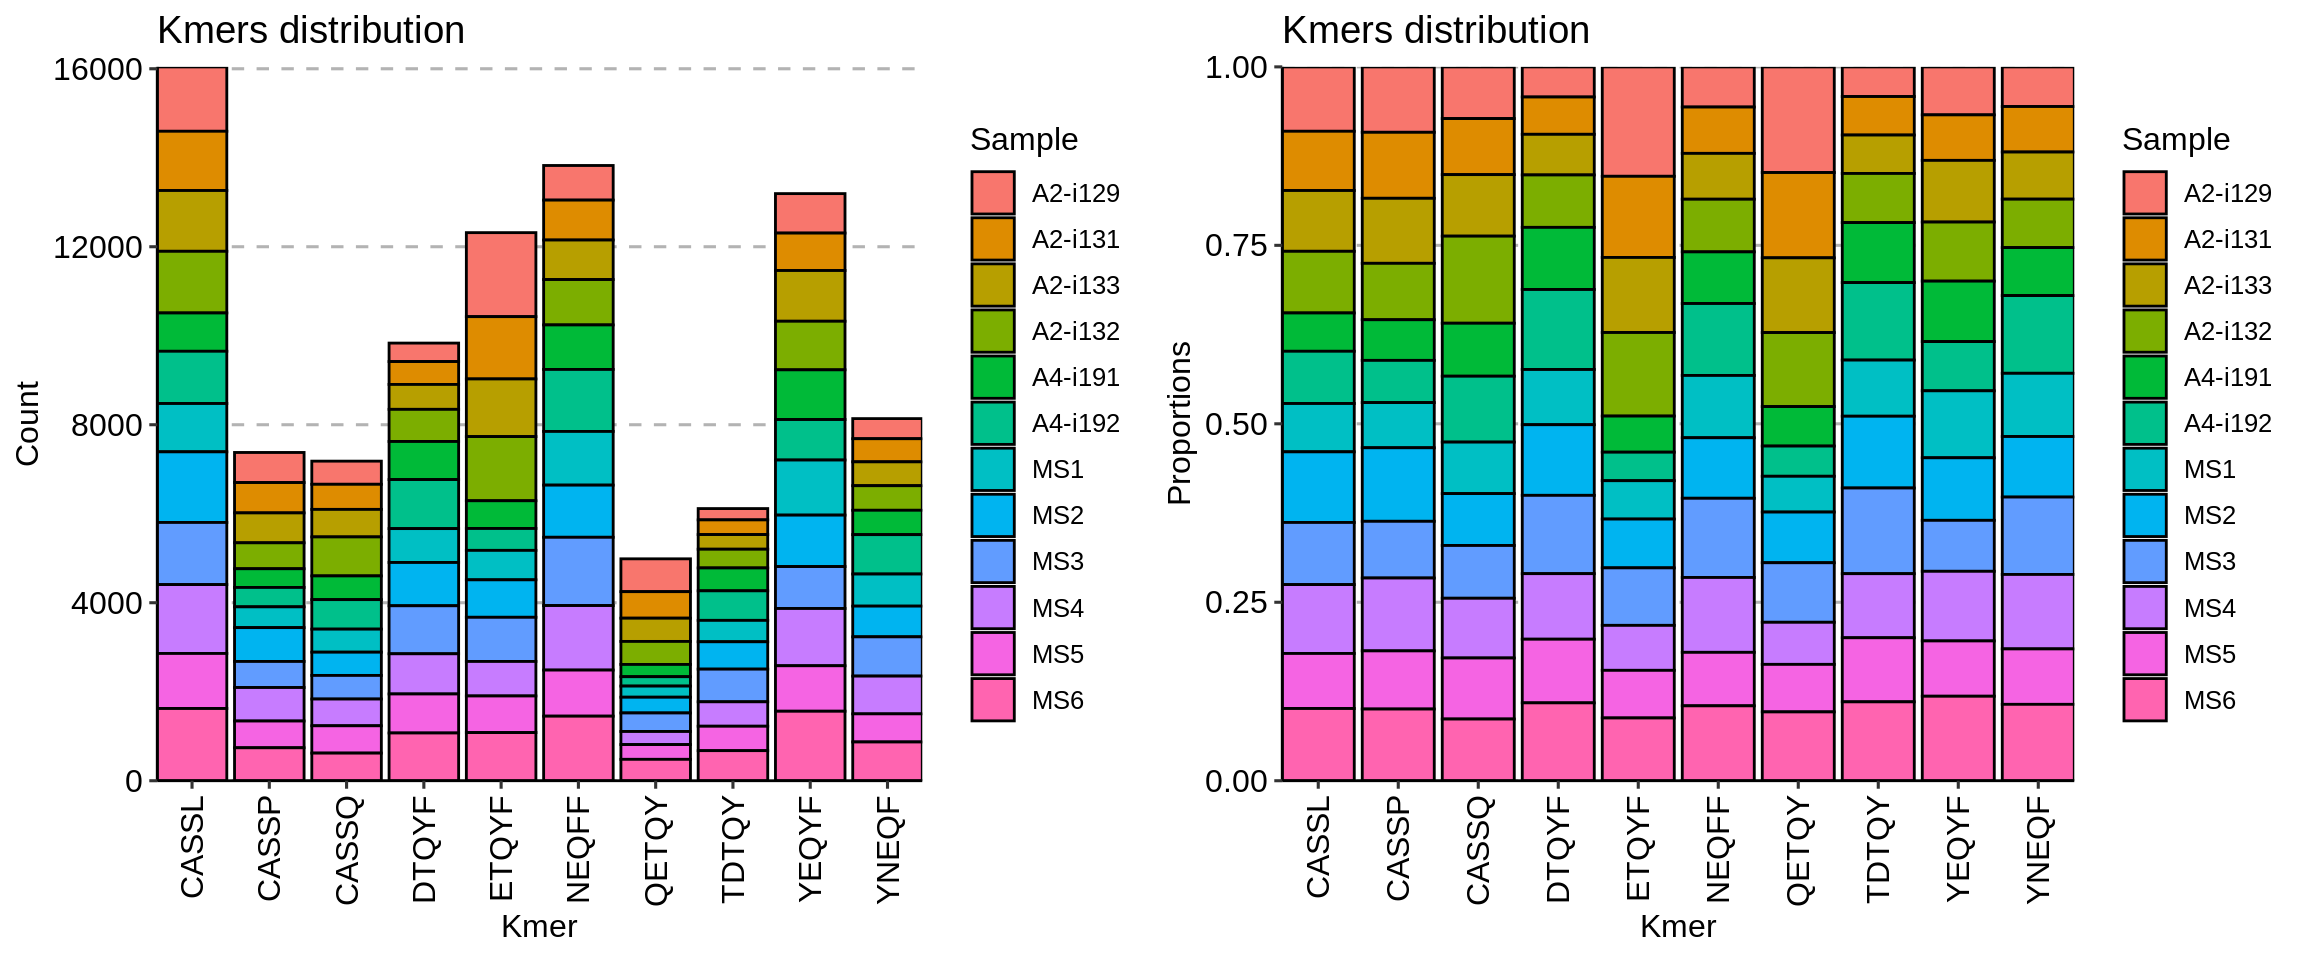 Kmers distribution
16000
12000
8000
4000
0
Count
CASSL
CASSP
CASSQ
DTQYF
ETQYF
NEQFF
QETQY
TDTQY
YEQYF
YNEQF
Kmer
Sample
A2-i129
A2-i131
A2-i133
A2-i132
A4-i191
A4-i192
MS1
MS2
MS3
MS4
MS5
MS6
Kmers distribution
1.00
0.75
0.50
0.25
0.00
Proportions
CASSL
CASSP
CASSQ
DTQYF
ETQYF
NEQFF
QETQY
TDTQY
YEQYF
YNEQF
Kmer
Sample
A2-i129
A2-i131
A2-i133
A2-i132
A4-i191
A4-i192
MS1
MS2
MS3
MS4
MS5
MS6